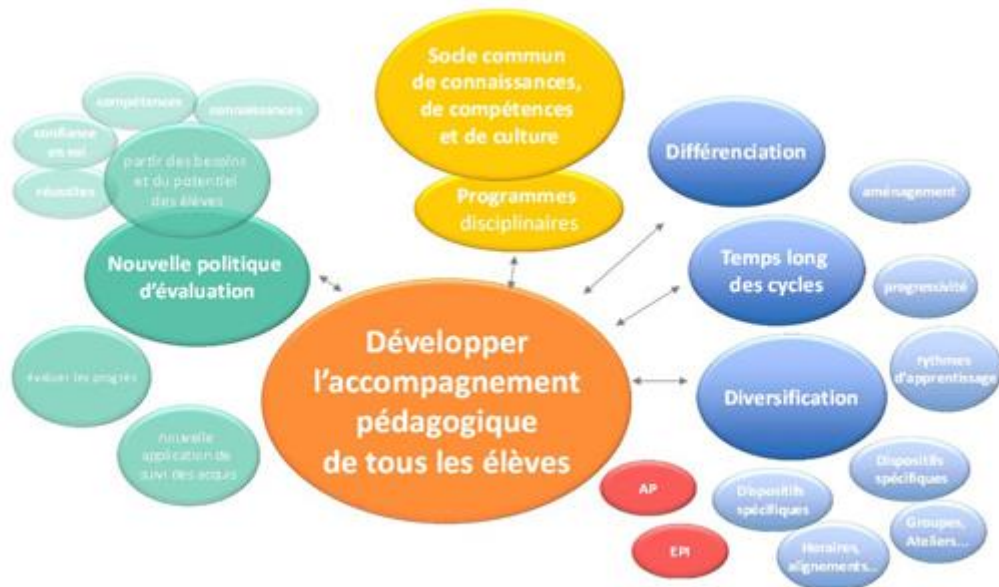 Socle commun
de connaissances,
de compétences
et de culture
Programmes
disciplinaires
compétences
connaissances
confiance
en soi
réussites
partir des besoins
et du potentiel
des élèves
Nouvelle politique
d'évaluation
évaluer les progrès
nouvelle
application de
suivi des acquis
Développer
l'accompagnement
pédagogique
de tous les élèves
Différenciation
aménagement
Temps long
des cycles
progressivité
rythmes
d'apprentissage
Diversification
Dispositifs
spécifiques
Groupes,
Ateliers...
AP
Dispositifs
spécifiques
EPI
Horaires,
alignements...